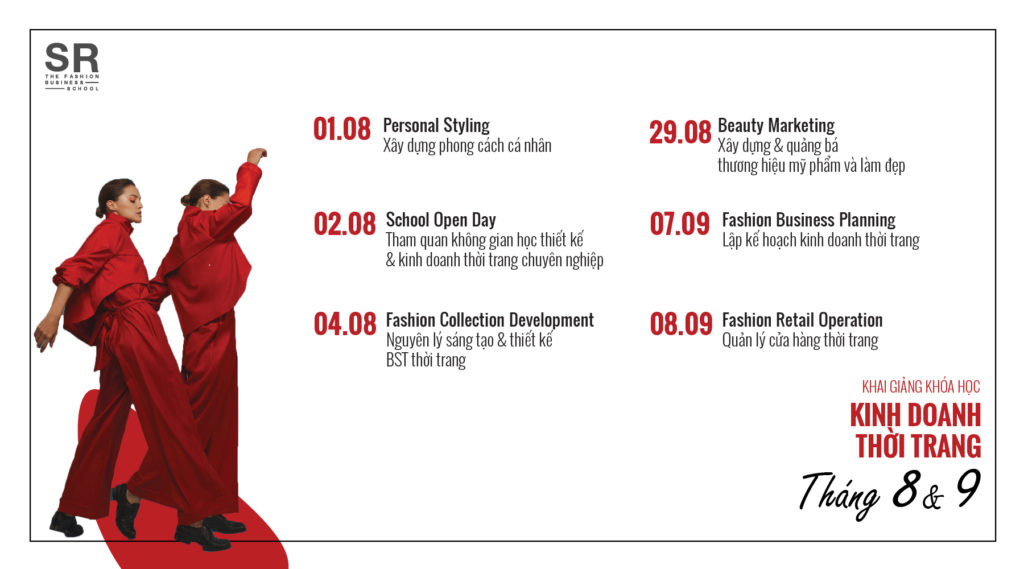 SR
THE FASHION
BUSINESS
SCHOOL
01.08
Personal Styling
Xây dựng phong cách cá nhân
02.08
School Open Day
Tham quan không gian học thiết kế
& kinh doanh thời trang chuyên nghiệp
04.08
Fashion Collection Development
Nguyên lý sáng tạo & thiết kế
BST thời trang
29.08
Beauty Marketing
Xây dựng & quảng bá
thương hiệu mỹ phẩm và làm đẹp
07.09
Fashion Business Planning
Lập kế hoạch kinh doanh thời trang
08.09
Fashion Retail Operation
Quản lý cửa hàng thời trang
KHAI GIẢNG KHÓA HỌC
KINH DOANH
THỜI TRANG
Tháng 8 & 9